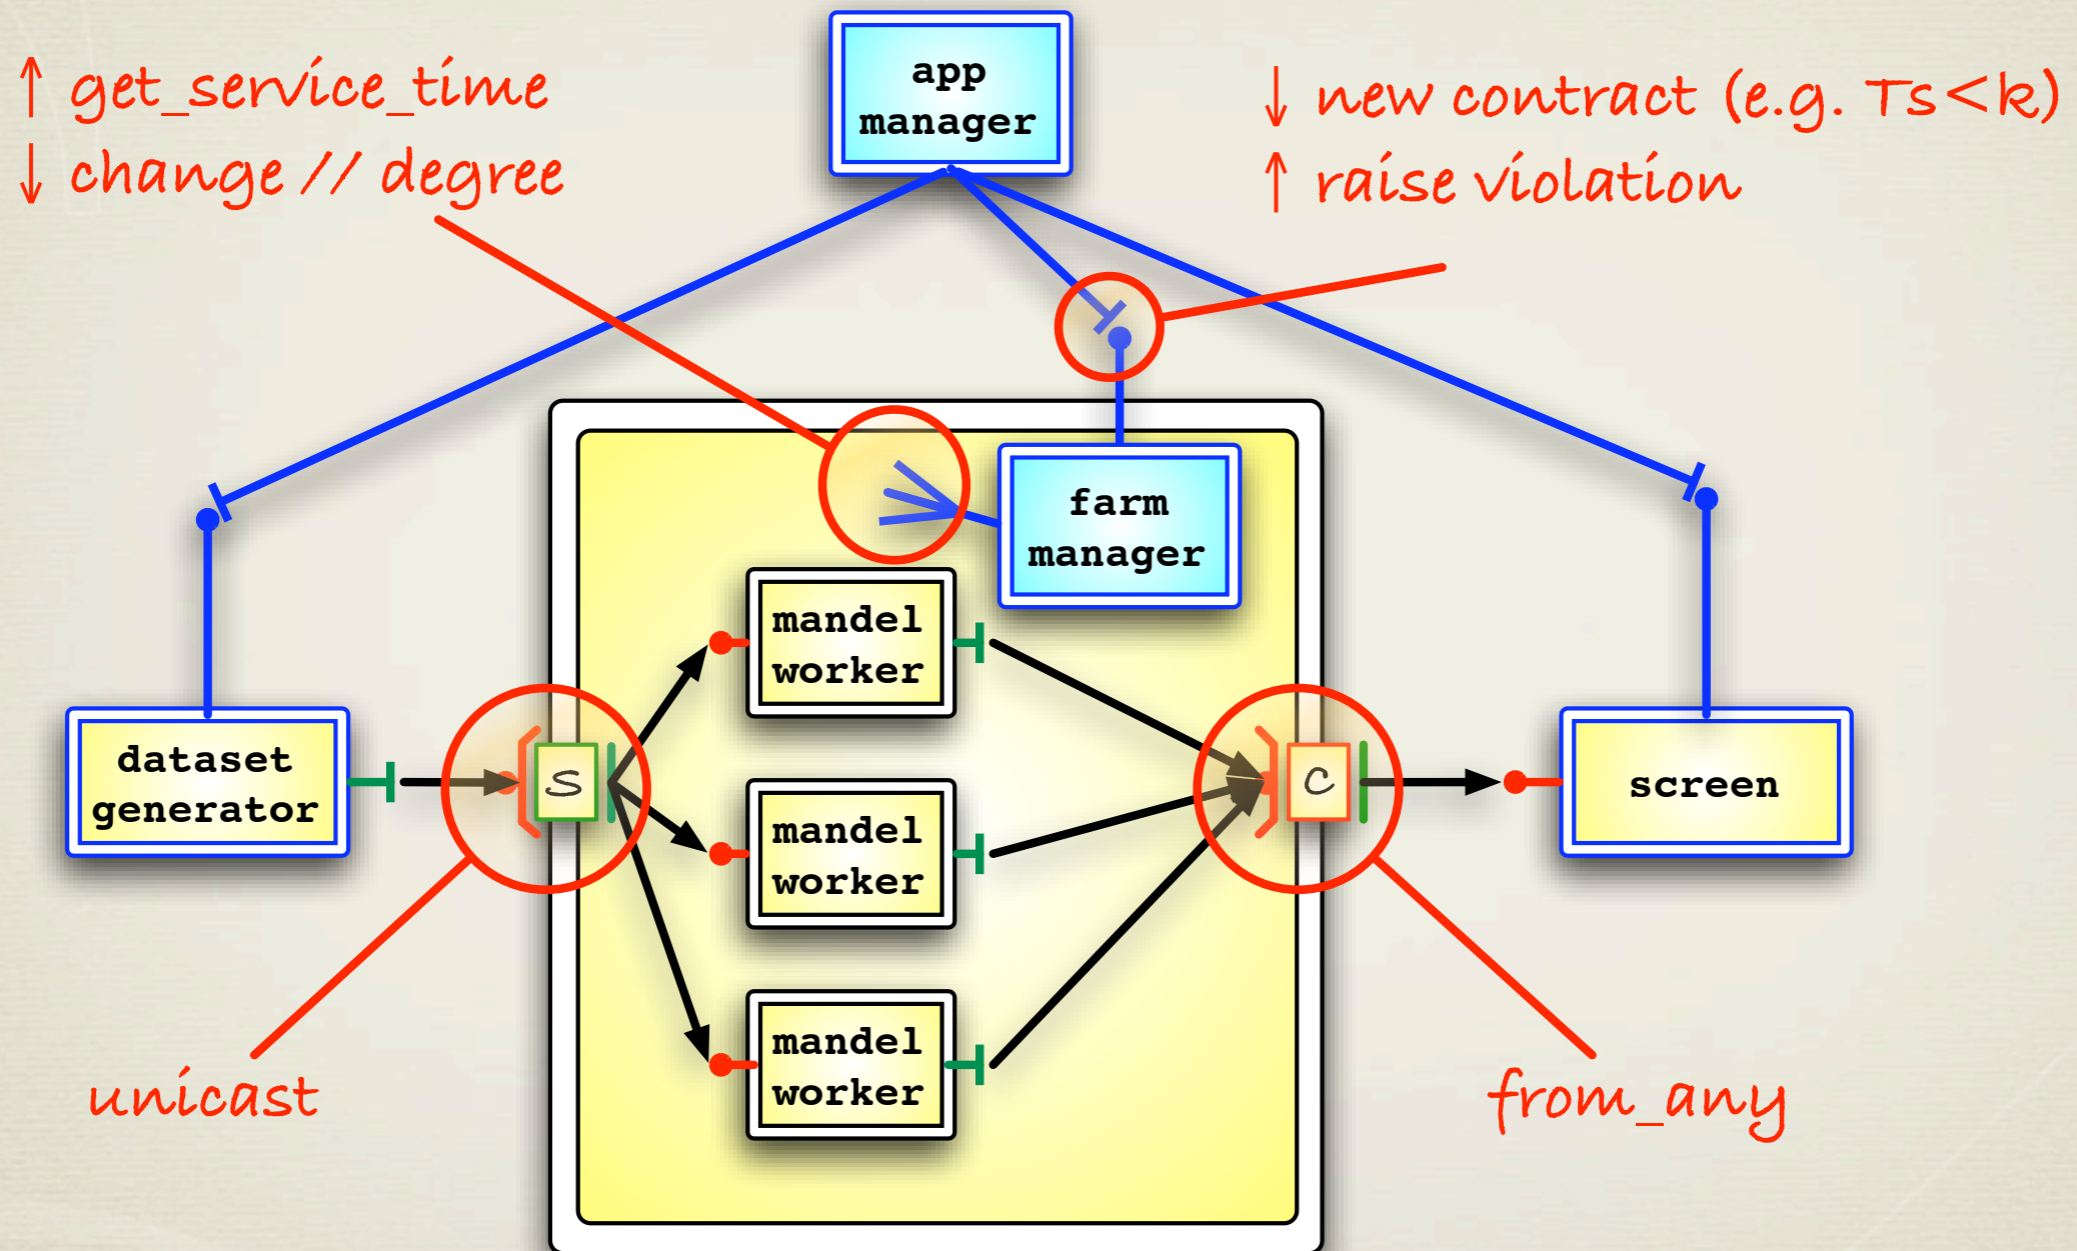 app
manager
↑ get_service_time
↓ change // degree
↓ new contract (e.g. Ts<k)
↑ raise violation
farm
manager
mandel
worker
dataset
generator
S
mandel
worker
C
screen
mandel
worker
unicast
from_any